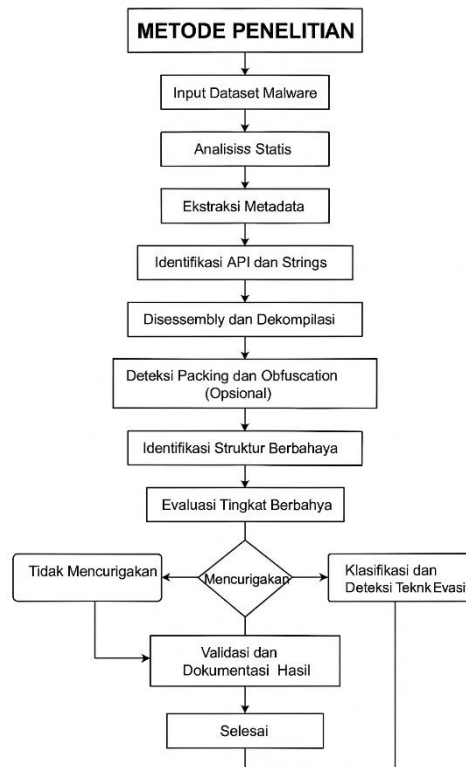 METODE PENELITIAN
Input Dataset Malware
Analisiss Statis
Ekstraksi Metadata
Identifikasi API dan Strings
Disessembly dan Dekompilasi
Deteksi Packing dan Obfuscation
(Opsional)
Identifikasi Struktur Berbahaya
Evaluasi Tingkat Berbahya
Tidak Mencurigakan
Mencurigakan
Klasifikasi dan
Deteksi Teknk Evasi
Validasi dan
Dokumentasi Hasil
Selesai